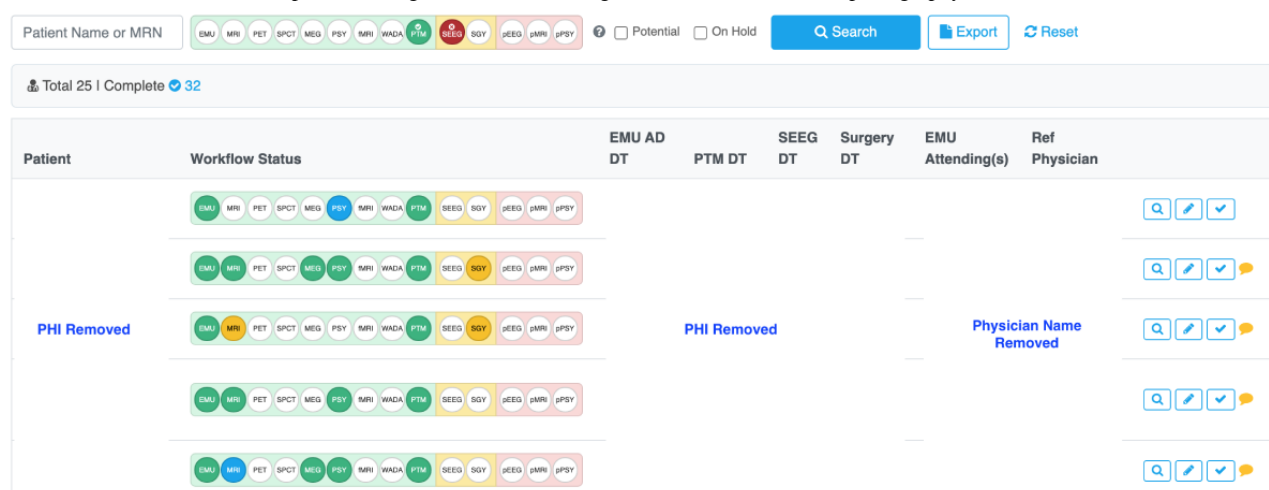 Patient Name or MRN EMU MRI PET SPCT MEG PSY fMRI WADA PTM SEEG SGY pEEG pMRI pPSY Potential On Hold Search Export Reset
Total 25 | Complete 32
Patient Workflow Status EMU AD DT PTM DT SEEG DT Surgery DT EMU Attending(s) Ref Physician
EMU MRI PET SPCT MEG PSY fMRI WADA PTM SEEG SGY pEEG pMRI pPSY
EMU MRI PET SPCT MEG PSY fMRI WADA PTM SEEG SGY pEEG pMRI pPSY
PHI Removed EMU MRI PET SPCT MEG PSY fMRI WADA PTM SEEG SGY pEEG pMRI pPSY PHI Removed Physician Name Removed
EMU MRI PET SPCT MEG PSY fMRI WADA PTM SEEG SGY pEEG pMRI pPSY
EMU MRI PET SPCT MEG PSY fMRI WADA PTM SEEG SGY pEEG pMRI pPSY